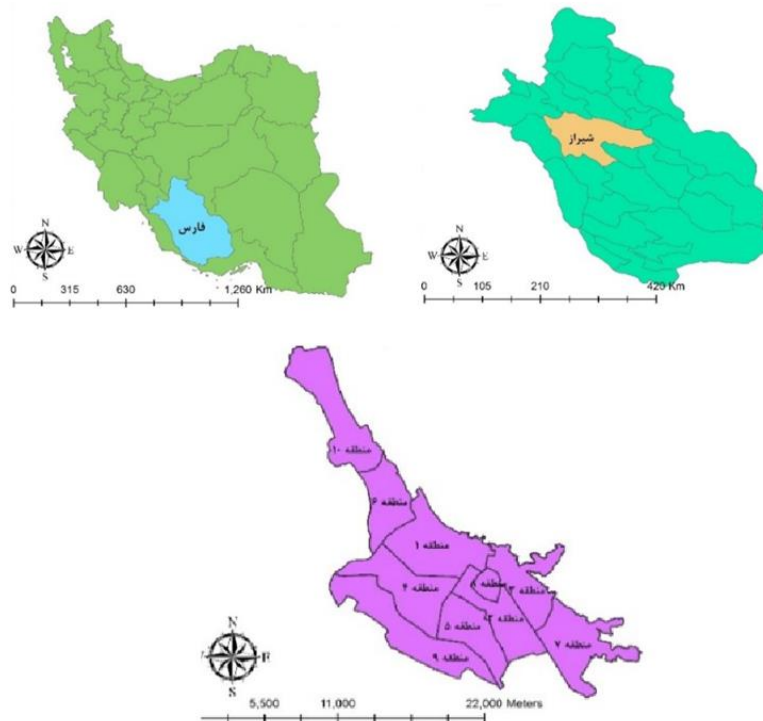 فارس
N
W E
S
0 315 630 1,260 Km
شیراز
N
W E
S
0 105 210 420 Km
منطقه ۱۰
منطقه ۶
منطقه ۱
منطقه ۸
منطقه ۳
منطقه ۴
منطقه ۵
منطقه ۲
منطقه ۷
منطقه ۹
N
S
5,500 11,000 22,000 Meters